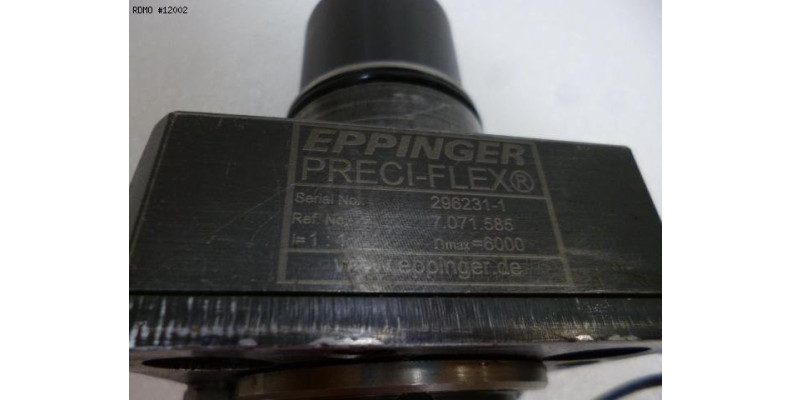 RDMO #12002
EPPINGER
PRECI-FLEX®
Serial No. 296231-1
Ref. No. 7.071.585
i=1 : nmax=6000
www.eppinger.de